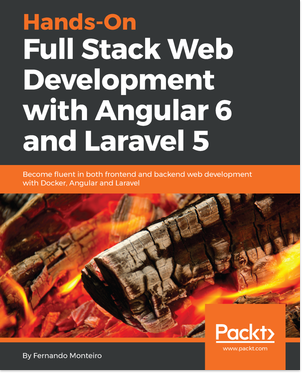 Hands-On
Full Stack Web
Development
with Angular 6
and Laravel 5
Become fluent in both frontend and backend web development
with Docker, Angular and Laravel
Packt>
www.packt.com
By Fernando Monteiro